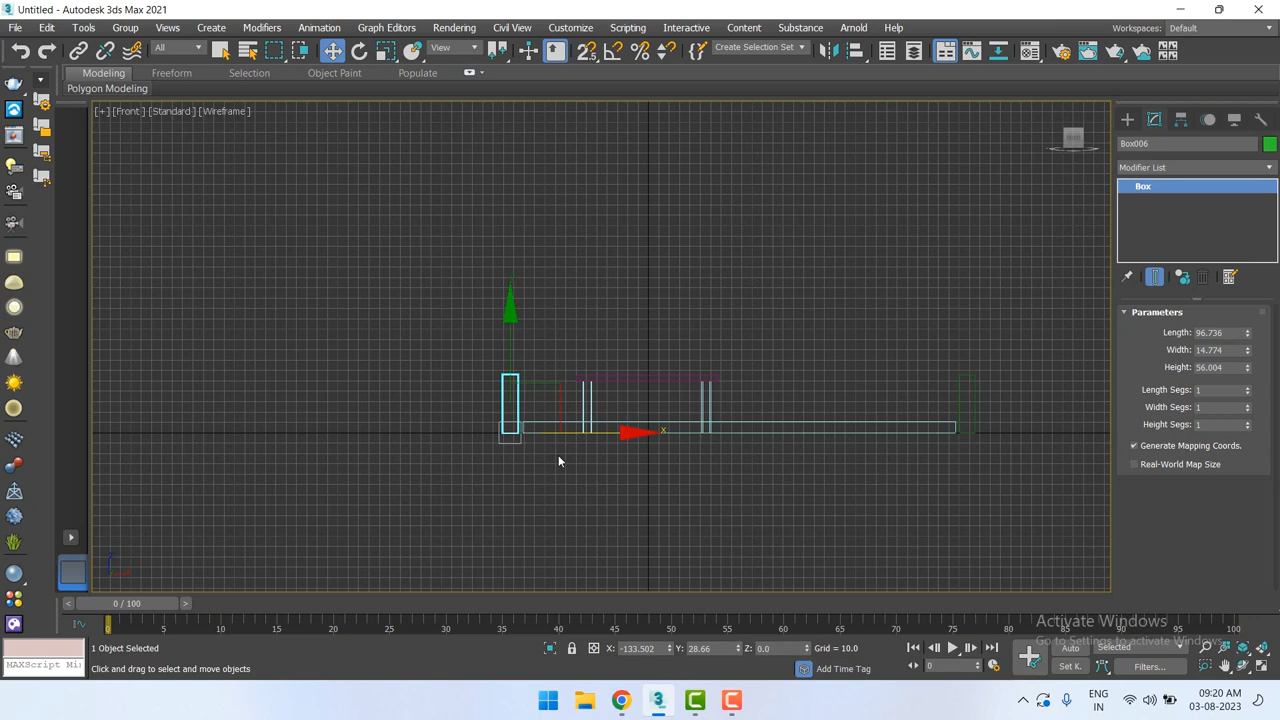 Untitled - Autodesk 3ds Max 2021
File Edit Tools Group Views Create Modifiers Animation Graph Editors Rendering Civil View Customize Scripting Interactive Content Substance Arnold Help
Workspaces: Default
All View Create Selection Set
Modeling Freeform Selection Object Paint Populate
Polygon Modeling
[+] [Front] [Standard] [Wireframe]
Box006
Modifier List
Box
Parameters
Length: 96.736
Width: 14.774
Height: 56.004
Length Segs: 1
Width Segs: 1
Height Segs: 1
Generate Mapping Coords.
Real-World Map Size
x
0 / 100
0 5 10 15 20 25 30 35 40 45 50 55 60 65 70 75 80 85 90 95 100
Activate Windows
Go to Settings to activate Windows.
1 Object Selected
X: -133.502 Y: 28.66 Z: 0.0 Grid = 10.0
Auto Selected
MAXScript Mi
Click and drag to select and move objects
Add Time Tag
0
Set K. Filters...
ENG
IN
09:20 AM
03-08-2023